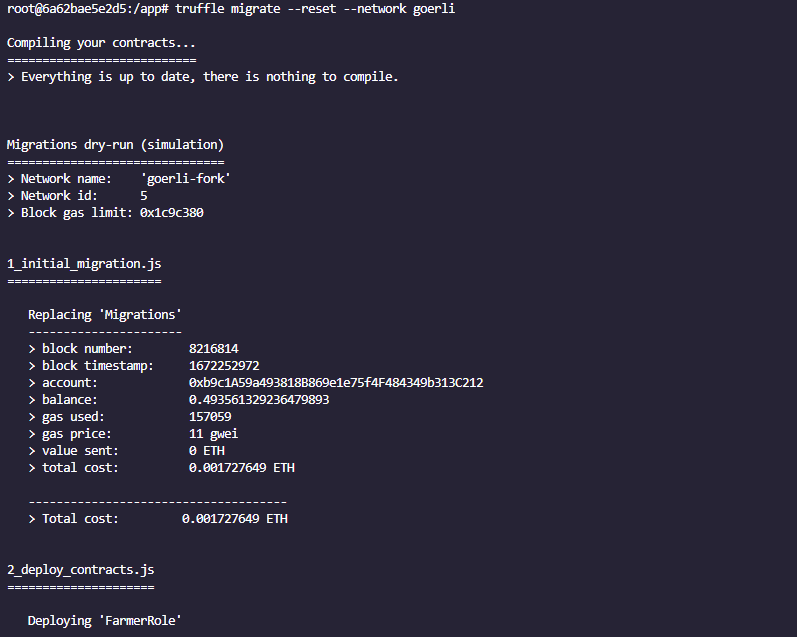 root@6a62bae5e2d5:/app# truffle migrate --reset --network goerli
Compiling your contracts...
===========================
> Everything is up to date, there is nothing to compile.
Migrations dry-run (simulation)
===============================
> Network name:    'goerli-fork'
> Network id:      5
> Block gas limit: 0x1c9c380
1_initial_migration.js
======================
Replacing 'Migrations'
----------------------
> block number:        8216814
> block timestamp:     1672252972
> account:             0xb9c1A59a493818B869e1e75f4F484349b313C212
> balance:             0.493561329236479893
> gas used:            157059
> gas price:           11 gwei
> value sent:          0 ETH
> total cost:          0.001727649 ETH
-------------------------------------
> Total cost:         0.001727649 ETH
2_deploy_contracts.js
=====================
Deploying 'FarmerRole'